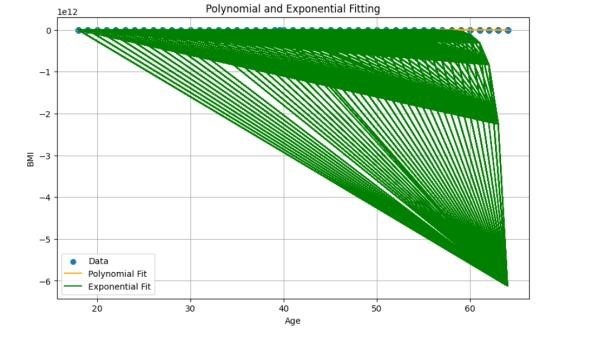 Polynomial and Exponential Fitting
1e12
0
−1
−2
−3
−4
−5
−6
BMI
Data
Polynomial Fit
Exponential Fit
20
30
40
50
60
Age